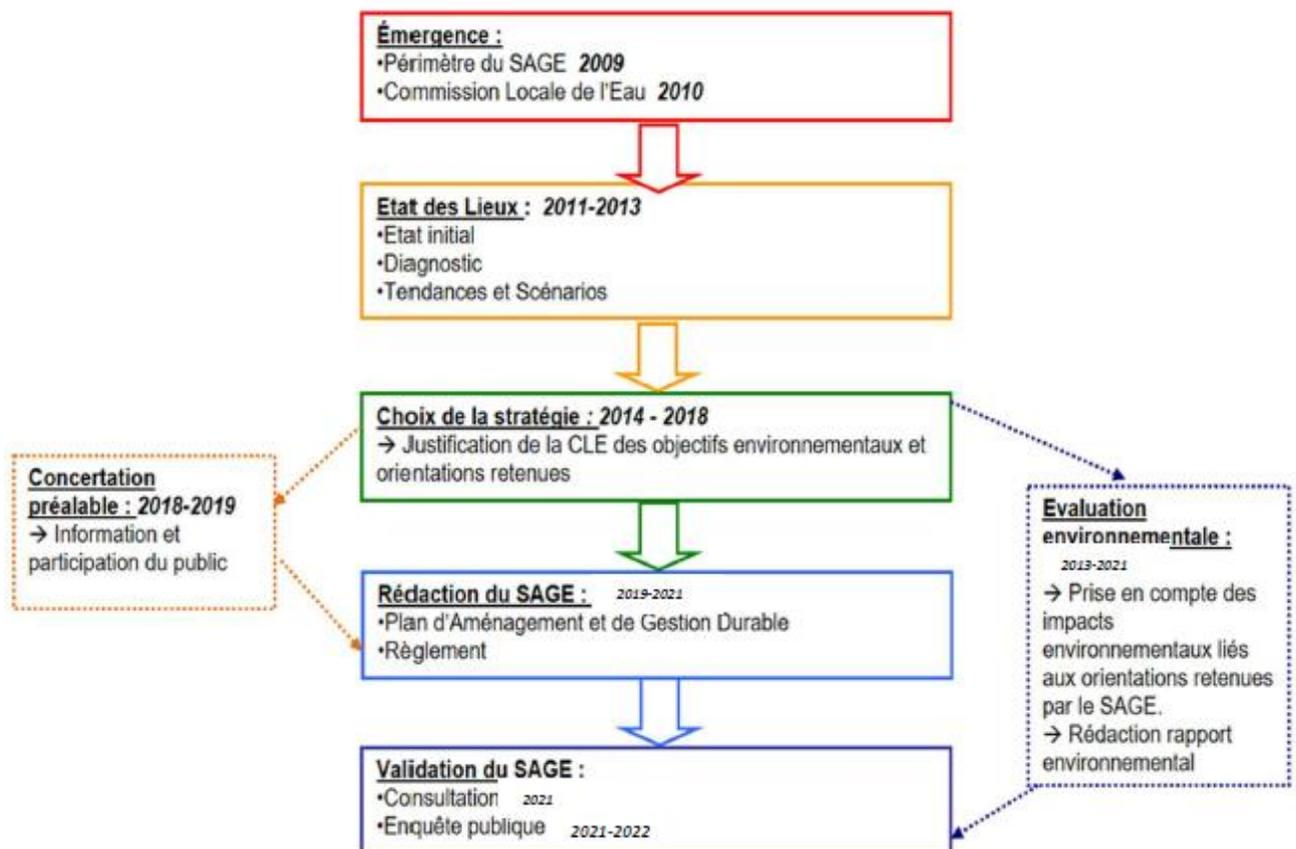 Émergence :
•Périmètre du SAGE 2009
•Commission Locale de l'Eau 2010
Etat des Lieux : 2011-2013
•Etat initial
•Diagnostic
•Tendances et Scénarios
Choix de la stratégie : 2014 - 2018
→ Justification de la CLE des objectifs environnementaux et
orientations retenues
Concertation
préalable : 2018-2019
→ Information et
participation du public
Evaluation
environnementale :
2013-2021
→ Prise en compte des
impacts
environnementaux liés
aux orientations retenues
par le SAGE.
→ Rédaction rapport
environnemental
Rédaction du SAGE : 2019-2021
•Plan d'Aménagement et de Gestion Durable
•Règlement
Validation du SAGE :
•Consultation 2021
•Enquête publique 2021-2022